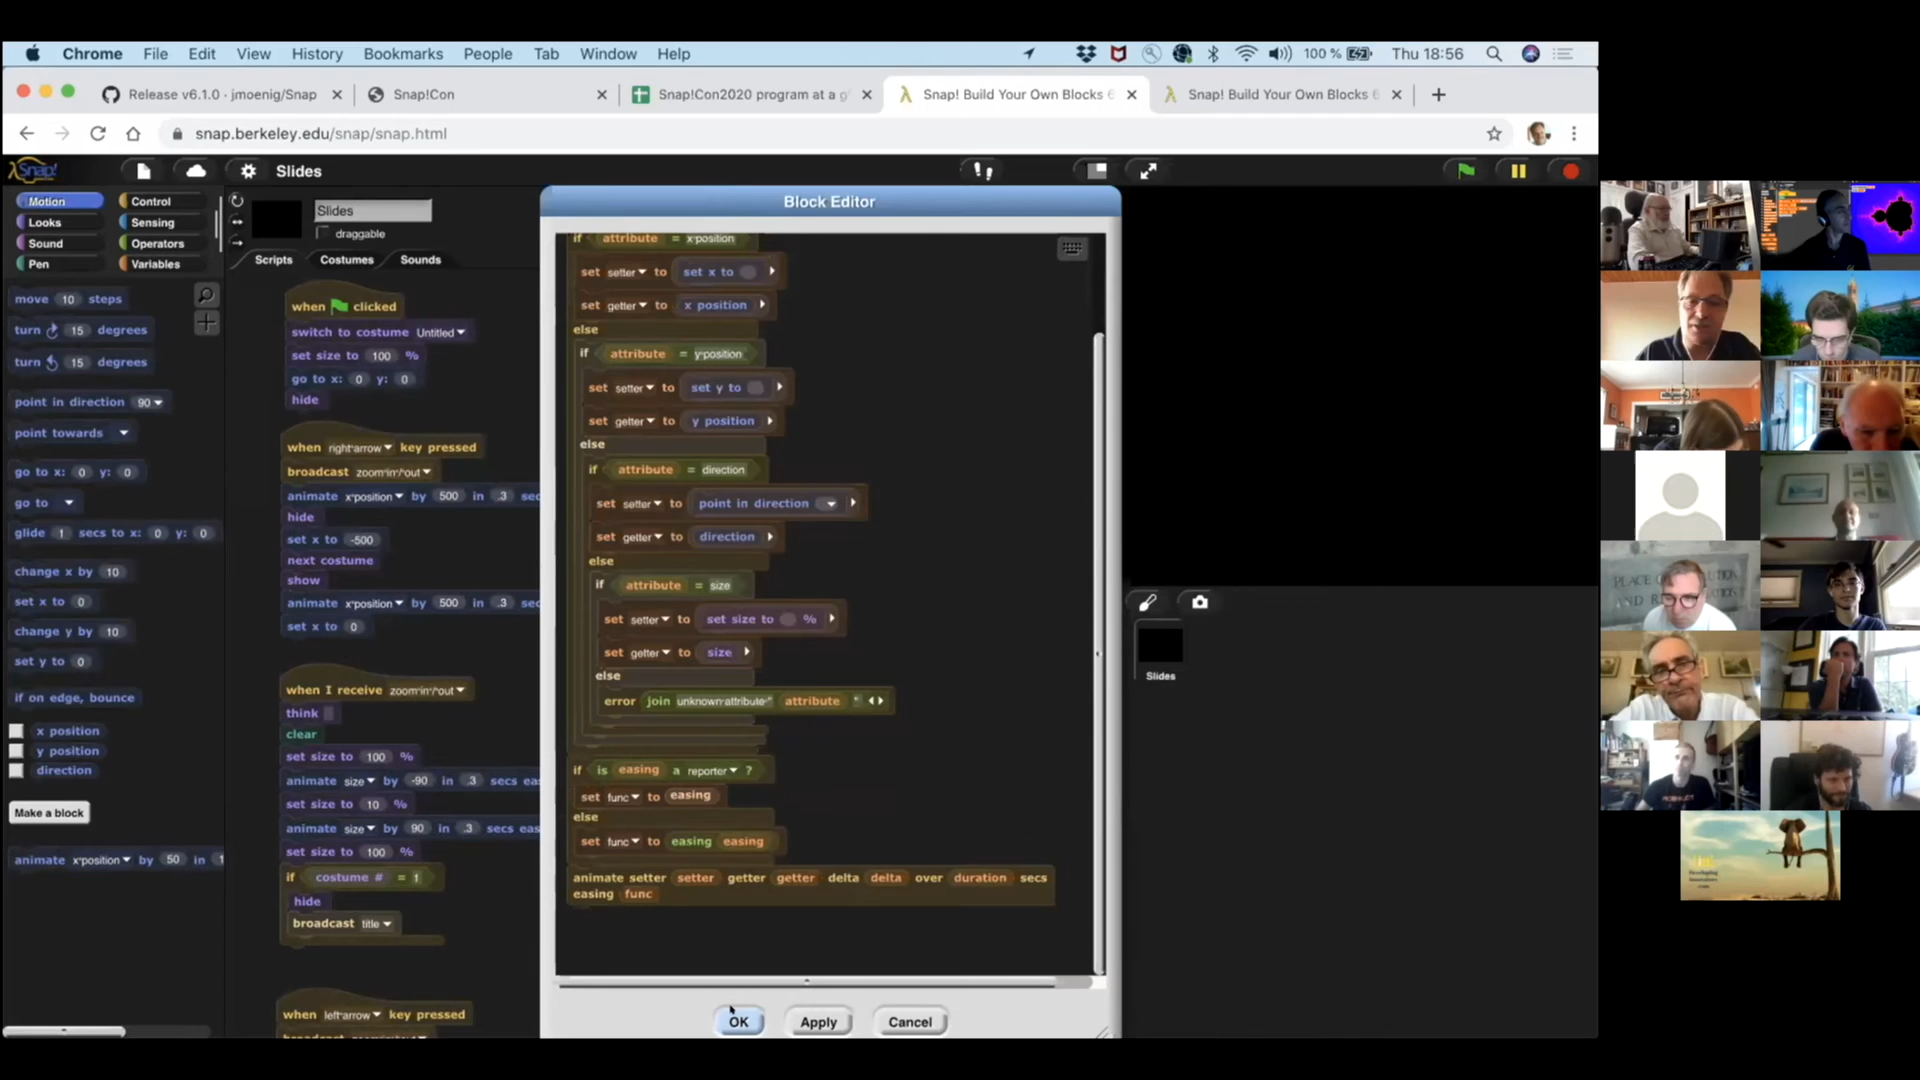 Chrome File Edit View History Bookmarks People Tab Window Help 100 % Thu 18:56
Release v6.1.0 · jmoenig/Snap
Snap!Con
Snap!Con2020 program at a g
Snap! Build Your Own Blocks 6
Snap! Build Your Own Blocks 6
snap.berkeley.edu/snap/snap.html
Snap!
Slides
Motion
Control
Looks
Sensing
Sound
Operators
Pen
Variables
move 10 steps
turn 15 degrees
turn 15 degrees
point in direction 90
point towards
go to x: 0 y: 0
go to
glide 1 secs to x: 0 y: 0
change x by 10
set x to 0
change y by 10
set y to 0
if on edge, bounce
x position
y position
direction
Make a block
animate x position by 50 in 1
Slides
draggable
Scripts Costumes Sounds
when clicked
switch to costume Untitled
set size to 100 %
go to x: 0 y: 0
hide
when right arrow key pressed
broadcast zoom in/out
animate x position by 500 in .3 sec
hide
set x to -500
next costume
show
animate x position by 500 in .3 sec
set x to 0
when I receive zoom in/out
think
clear
set size to 100 %
animate size by -90 in .3 secs eas
set size to 10 %
animate size by 90 in .3 secs eas
set size to 100 %
if costume # = 1
hide
broadcast title
when left arrow key pressed
Block Editor
if attribute = x position
set setter to set x to
set getter to x position
else
if attribute = y position
set setter to set y to
set getter to y position
else
if attribute = direction
set setter to point in direction
set getter to direction
else
if attribute = size
set setter to set size to %
set getter to size
else
error join unknown attribute " attribute "
if is easing a reporter ?
set func to easing
else
set func to easing easing
animate setter setter getter getter delta delta over duration secs
easing func
OK Apply Cancel
Slides